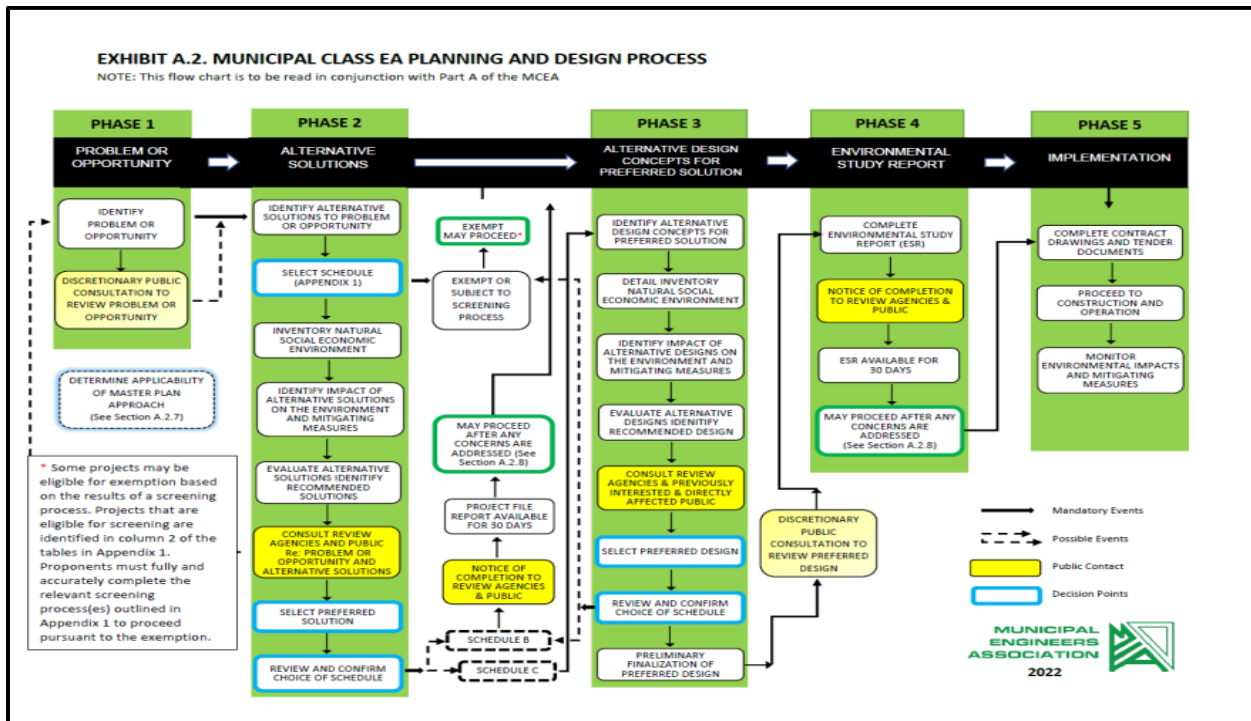 EXHIBIT A.2. MUNICIPAL CLASS EA PLANNING AND DESIGN PROCESS
NOTE: This flow chart is to be read in conjunction with Part A of the MCEA
PHASE 1
PROBLEM OR
OPPORTUNITY
IDENTIFY
PROBLEM OR
OPPORTUNITY
DISCRETIONARY PUBLIC
CONSULTATION TO
REVIEW PROBLEM OR
OPPORTUNITY
DETERMINE APPLICABILITY
OF MASTER PLAN
APPROACH
(See Section A.2.7)
* Some projects may be
eligible for exemption based
on the results of a screening
process. Projects that are
eligible for screening are
identified in column 2 of the
tables in Appendix 1.
Proponents must fully and
accurately complete the
relevant screening
process(es) outlined in
Appendix 1 to proceed
pursuant to the exemption.
PHASE 2
ALTERNATIVE
SOLUTIONS
IDENTIFY ALTERNATIVE
SOLUTIONS TO PROBLEM
OR OPPORTUNITY
SELECT SCHEDULE
(APPENDIX 1)
INVENTORY NATURAL
SOCIAL ECONOMIC
ENVIRONMENT
IDENTIFY IMPACT OF
ALTERNATIVE SOLUTIONS
ON THE ENVIRONMENT
AND MITIGATING
MEASURES
EVALUATE ALTERNATIVE
SOLUTIONS IDENTIFY
RECOMMENDED
SOLUTIONS
CONSULT REVIEW
AGENCIES AND PUBLIC
Re: PROBLEM OR
OPPORTUNITY AND
ALTERNATIVE SOLUTIONS
SELECT PREFERRED
SOLUTION
REVIEW AND CONFIRM
CHOICE OF SCHEDULE
EXEMPT
MAY PROCEED*
EXEMPT OR
SUBJECT TO
SCREENING
PROCESS
MAY PROCEED
AFTER ANY
CONCERNS ARE
ADDRESSED (See
Section A.2.8)
PROJECT FILE
REPORT AVAILABLE
FOR 30 DAYS
NOTICE OF
COMPLETION TO
REVIEW AGENCIES
& PUBLIC
SCHEDULE B
SCHEDULE C
PHASE 3
ALTERNATIVE DESIGN
CONCEPTS FOR
PREFERRED SOLUTION
IDENTIFY ALTERNATIVE
DESIGN CONCEPTS FOR
PREFERRED SOLUTION
DETAIL INVENTORY
NATURAL SOCIAL
ECONOMIC ENVIRONMENT
IDENTIFY IMPACT OF
ALTERNATIVE DESIGNS ON
THE ENVIRONMENT AND
MITIGATING MEASURES
EVALUATE ALTERNATIVE
DESIGNS IDENITIFY
RECOMMENDED DESIGN
CONSULT REVIEW
AGENCIES & PREVIOUSLY
INTERESTED & DIRECTLY
AFFECTED PUBLIC
SELECT PREFERRED DESIGN
REVIEW AND CONFIRM
CHOICE OF SCHEDULE
PRELIMINARY
FINALIZATION OF
PREFERRED DESIGN
DISCRETIONARY
PUBLIC
CONSULTATION TO
REVIEW PREFERRED
DESIGN
PHASE 4
ENVIRONMENTAL
STUDY REPORT
COMPLETE
ENVIRONMENTAL STUDY
REPORT (ESR)
NOTICE OF COMPLETION
TO REVIEW AGENCIES &
PUBLIC
ESR AVAILABLE FOR
30 DAYS
MAY PROCEED AFTER ANY
CONCERNS ARE
ADDRESSED
(See Section A.2.8)
PHASE 5
IMPLEMENTATION
COMPLETE CONTRACT
DRAWINGS AND TENDER
DOCUMENTS
PROCEED TO
CONSTRUCTION AND
OPERATION
MONITOR
ENVIRONMENTAL IMPACTS
AND MITIGATING
MEASURES
Mandatory Events
Possible Events
Public Contact
Decision Points
MUNICIPAL
ENGINEERS
ASSOCIATION
2022